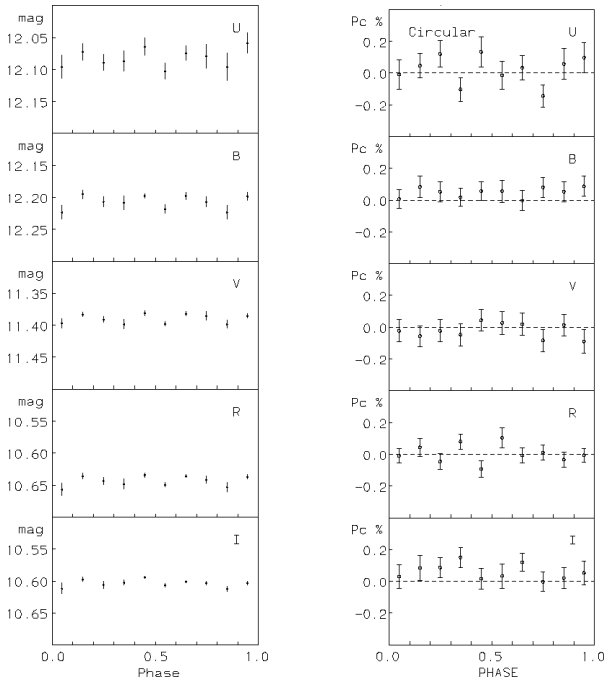 mag
U
12.05
12.10
12.15
mag
B
12.15
12.20
12.25
mag
V
11.35
11.40
11.45
mag
R
10.55
10.65
mag
I
10.55
10.60
10.65
0.0 0.5 1.0
Phase
Pc %
Circular U
0.2
0.0
-0.2
Pc %
B
0.2
0.0
-0.2
Pc %
V
0.2
0.0
-0.2
Pc %
R
0.2
0.0
-0.2
Pc %
I
0.2
0.0
-0.2
0.0 0.5 1.0
PHASE